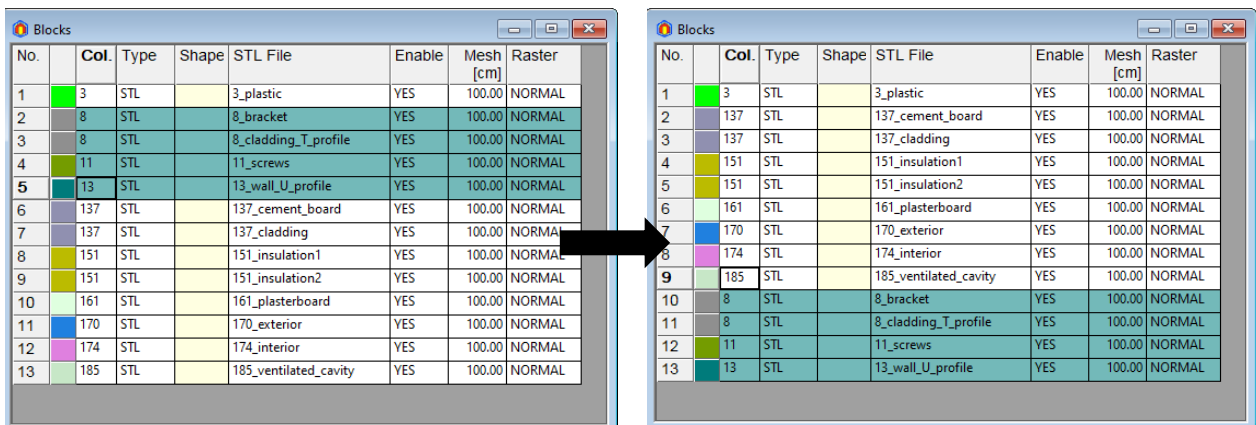 Blocks
No. Col. Type Shape STL File Enable Mesh [cm] Raster
1 3 STL 3_plastic YES 100.00 NORMAL
2 8 STL 8_bracket YES 100.00 NORMAL
3 8 STL 8_cladding_T_profile YES 100.00 NORMAL
4 11 STL 11_screws YES 100.00 NORMAL
5 13 STL 13_wall_U_profile YES 100.00 NORMAL
6 137 STL 137_cement_board YES 100.00 NORMAL
7 137 STL 137_cladding YES 100.00 NORMAL
8 151 STL 151_insulation1 YES 100.00 NORMAL
9 151 STL 151_insulation2 YES 100.00 NORMAL
10 161 STL 161_plasterboard YES 100.00 NORMAL
11 170 STL 170_exterior YES 100.00 NORMAL
12 174 STL 174_interior YES 100.00 NORMAL
13 185 STL 185_ventilated_cavity YES 100.00 NORMAL
Blocks
No. Col. Type Shape STL File Enable Mesh [cm] Raster
1 3 STL 3_plastic YES 100.00 NORMAL
2 137 STL 137_cement_board YES 100.00 NORMAL
3 137 STL 137_cladding YES 100.00 NORMAL
4 151 STL 151_insulation1 YES 100.00 NORMAL
5 151 STL 151_insulation2 YES 100.00 NORMAL
6 161 STL 161_plasterboard YES 100.00 NORMAL
7 170 STL 170_exterior YES 100.00 NORMAL
8 174 STL 174_interior YES 100.00 NORMAL
9 185 STL 185_ventilated_cavity YES 100.00 NORMAL
10 8 STL 8_bracket YES 100.00 NORMAL
11 8 STL 8_cladding_T_profile YES 100.00 NORMAL
12 11 STL 11_screws YES 100.00 NORMAL
13 13 STL 13_wall_U_profile YES 100.00 NORMAL